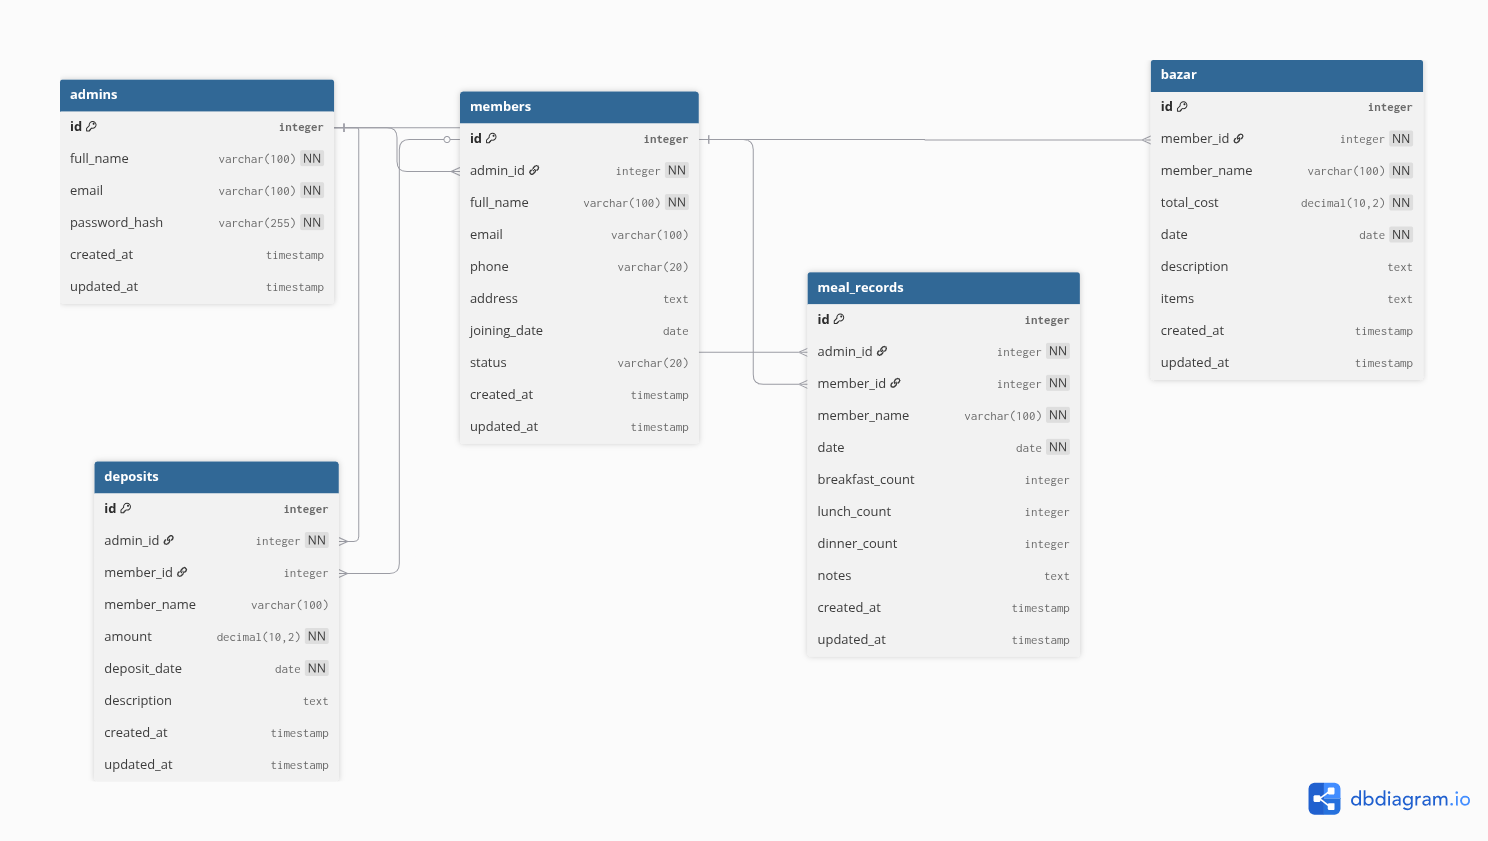 admins
id integer
full_name varchar(100) NN
email varchar(100) NN
password_hash varchar(255) NN
created_at timestamp
updated_at timestamp
members
id integer
admin_id integer NN
full_name varchar(100) NN
email varchar(100)
phone varchar(20)
address text
joining_date date
status varchar(20)
created_at timestamp
updated_at timestamp
bazar
id integer
member_id integer NN
member_name varchar(100) NN
total_cost decimal(10,2) NN
date date NN
description text
items text
created_at timestamp
updated_at timestamp
meal_records
id integer
admin_id integer NN
member_id integer NN
member_name varchar(100) NN
date date NN
breakfast_count integer
lunch_count integer
dinner_count integer
notes text
created_at timestamp
updated_at timestamp
deposits
id integer
admin_id integer NN
member_id integer
member_name varchar(100)
amount decimal(10,2) NN
deposit_date date NN
description text
created_at timestamp
updated_at timestamp
dbdiagram.io